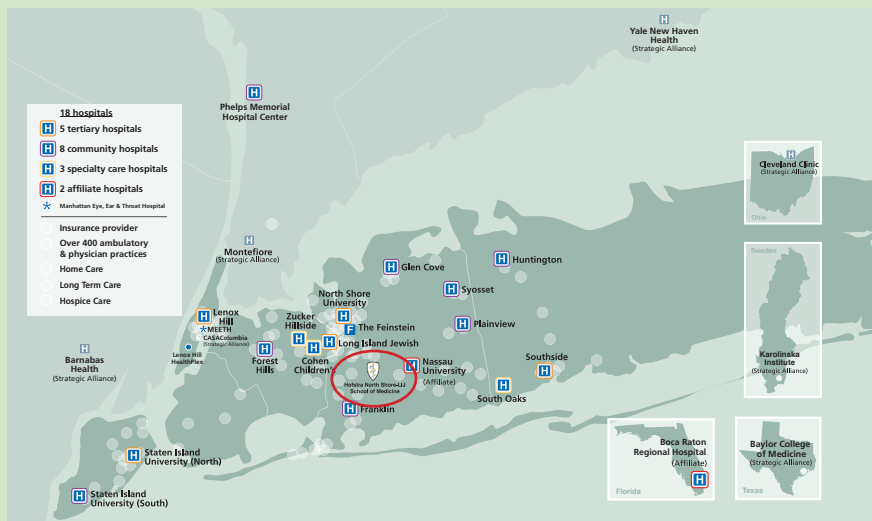 Yale New Haven
Health
(Strategic Alliance)
Phelps Memorial
Hospital Center
18 hospitals
H 5 tertiary hospitals
H 8 community hospitals
H 3 specialty care hospitals
H 2 affiliate hospitals
Manhattan Eye, Ear & Throat Hospital
Insurance provider
Over 400 ambulatory
& physician practices
Home Care
Long Term Care
Hospice Care
Cleveland Clinic
(Strategic Alliance)
Ohio
Montefiore
(Strategic Alliance)
Glen Cove
Huntington
Syosset
North Shore
University
Plainview
Lenox
Hill
MEETH
CASAColumbia
(Strategic Alliance)
Lenox Hill
HealthPlex
Zucker
Hillside
F The Feinstein
Long Island Jewish
Forest
Hills
Cohen
Children's
Hofstra North Shore-LIJ
School of Medicine
Nassau
University
(Affiliate)
Southside
South Oaks
Franklin
Barnabas
Health
(Strategic Alliance)
Staten Island
University (North)
Staten Island
University (South)
Sweden
Karolinska
Institute
(Strategic Alliance)
Boca Raton
Regional Hospital
(Affiliate)
Florida
Baylor College
of Medicine
(Strategic Alliance)
Texas